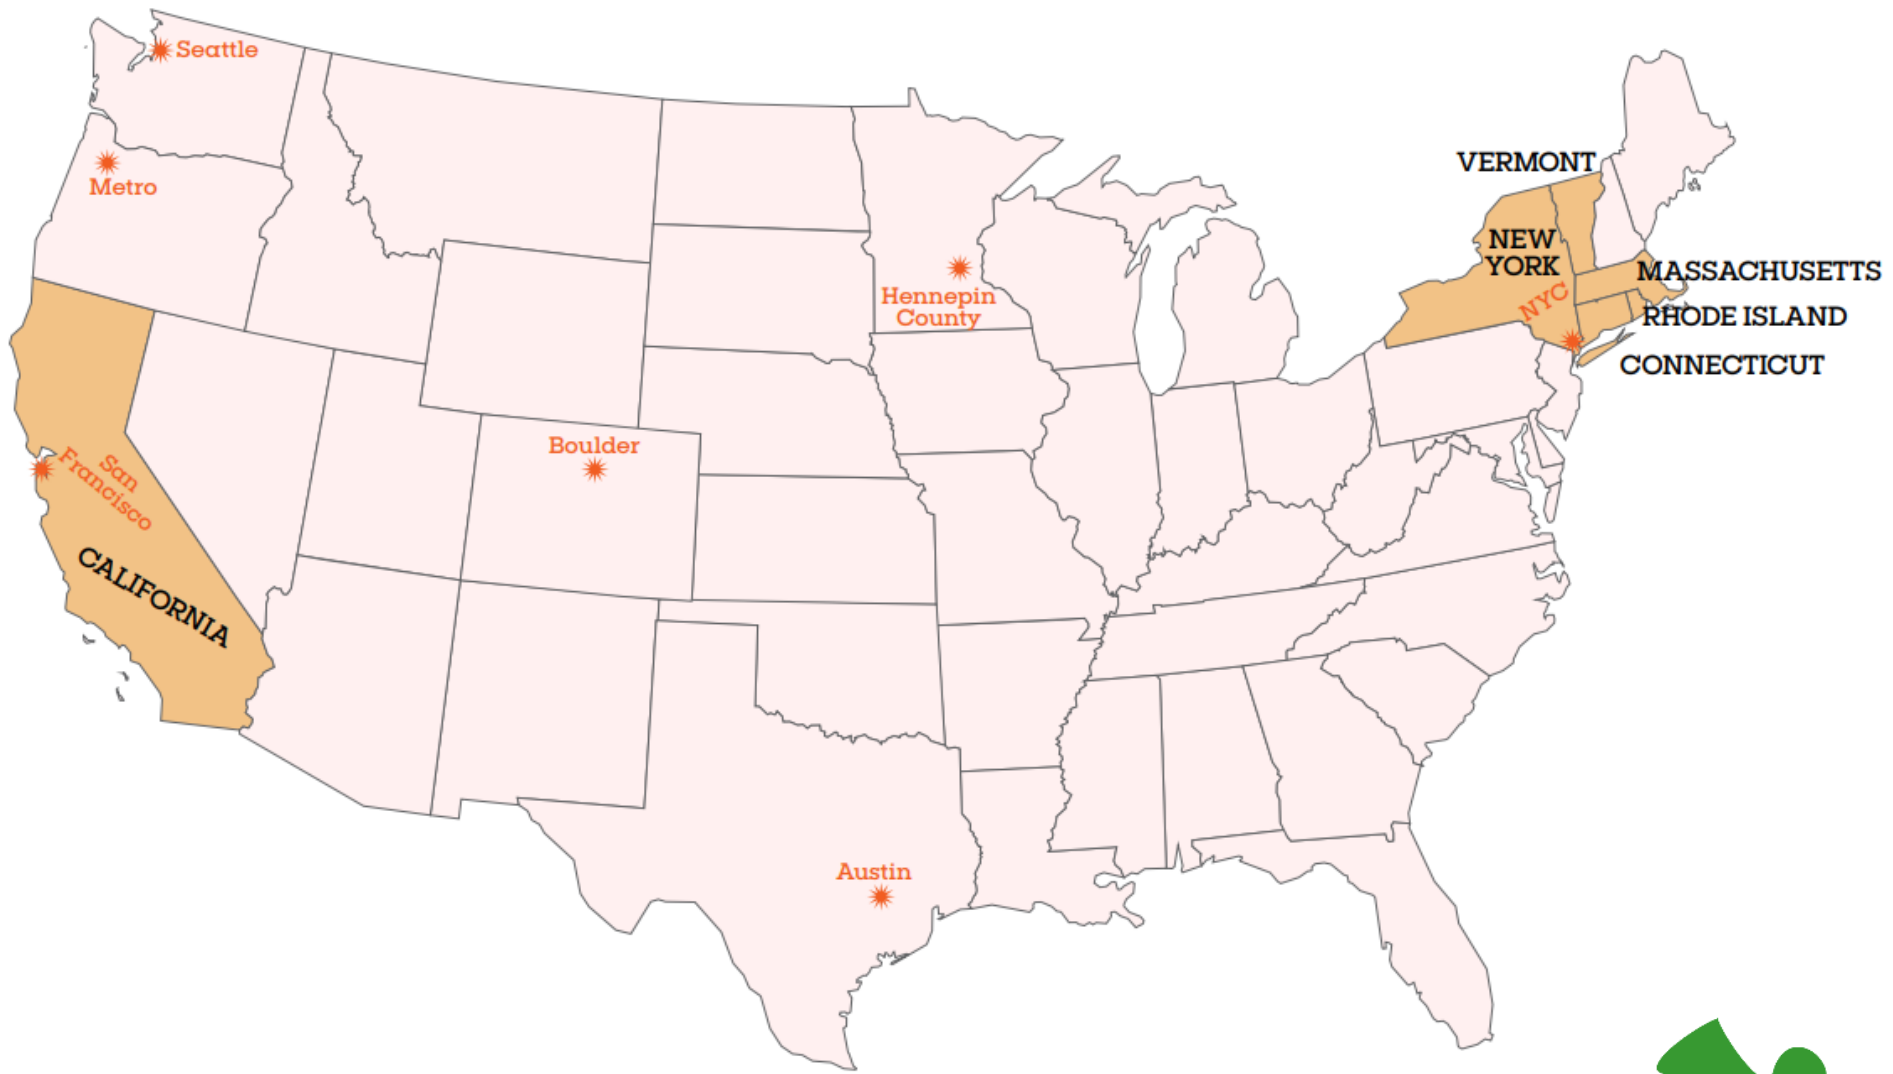 Seattle
Metro
VERMONT
NEW
YORK
NYC
MASSACHUSETTS
RHODE ISLAND
CONNECTICUT
Hennepin
County
Boulder
San
Francisco
CALIFORNIA
Austin